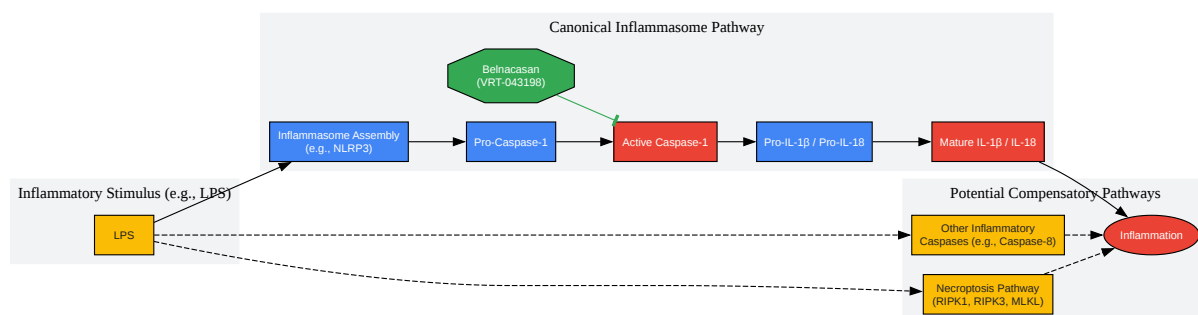 Canonical Inflammasome Pathway
Belnacasan
(VRT-043198)
Inflammasome Assembly
(e.g., NLRP3)
Pro-Caspase-1
Active Caspase-1
Pro-IL-1β / Pro-IL-18
Mature IL-1β / IL-18
Inflammatory Stimulus (e.g., LPS)
LPS
Potential Compensatory Pathways
Other Inflammatory
Caspases (e.g., Caspase-8)
Inflammation
Necroptosis Pathway
(RIPK1, RIPK3, MLKL)